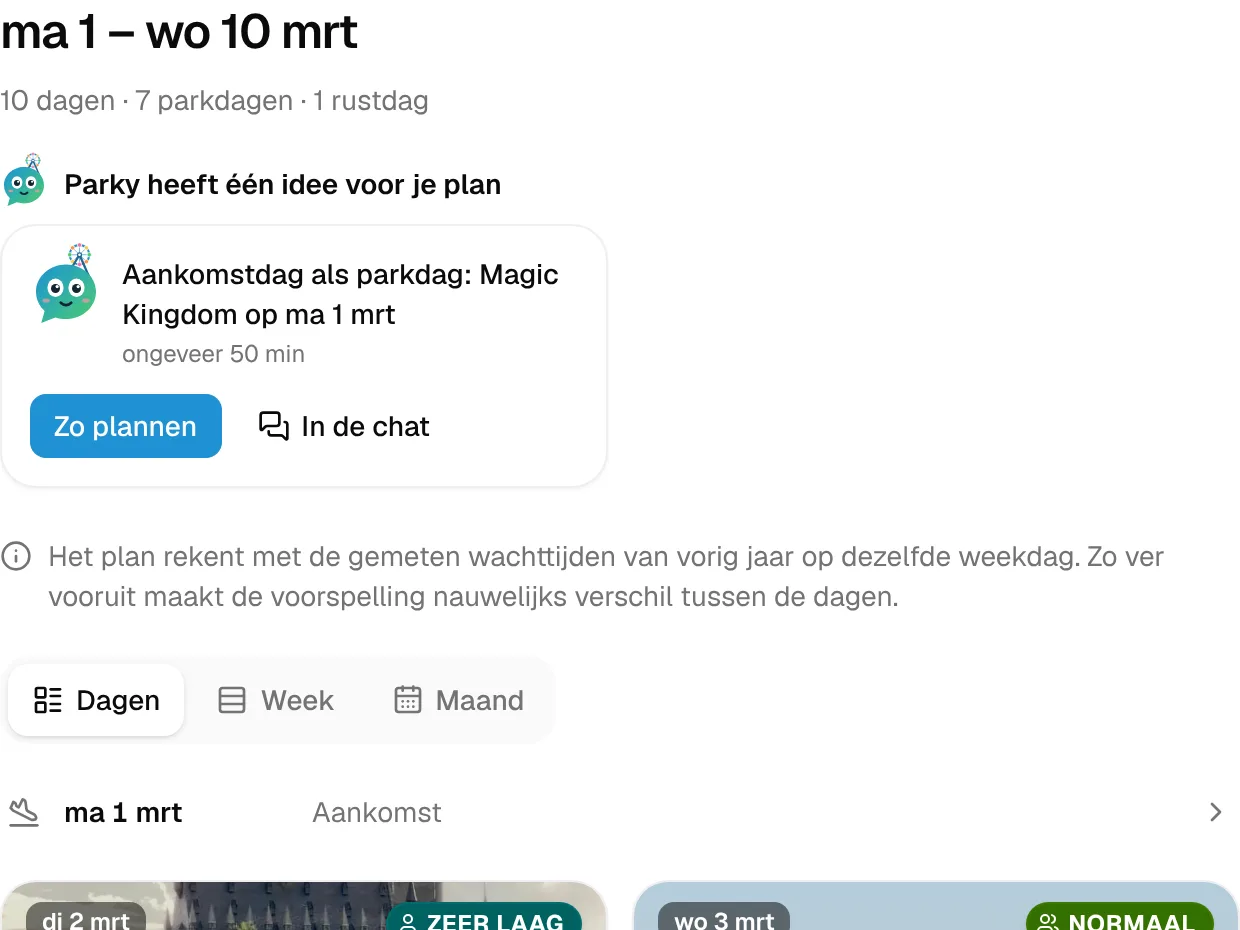 ma 1 – wo 10 mrt
10 dagen · 7 parkdagen · 1 rustdag
Parky heeft één idee voor je plan
Aankomstdag als parkdag: Magic
Kingdom op ma 1 mrt
ongeveer 50 min
Zo plannen
In de chat
Het plan rekent met de gemeten wachttijden van vorig jaar op dezelfde weekdag. Zo ver
vooruit maakt de voorspelling nauwelijks verschil tussen de dagen.
Dagen
Week
Maand
ma 1 mrt
Aankomst
di 2 mrt
ZEER LAAG
wo 3 mrt
NORMAAL